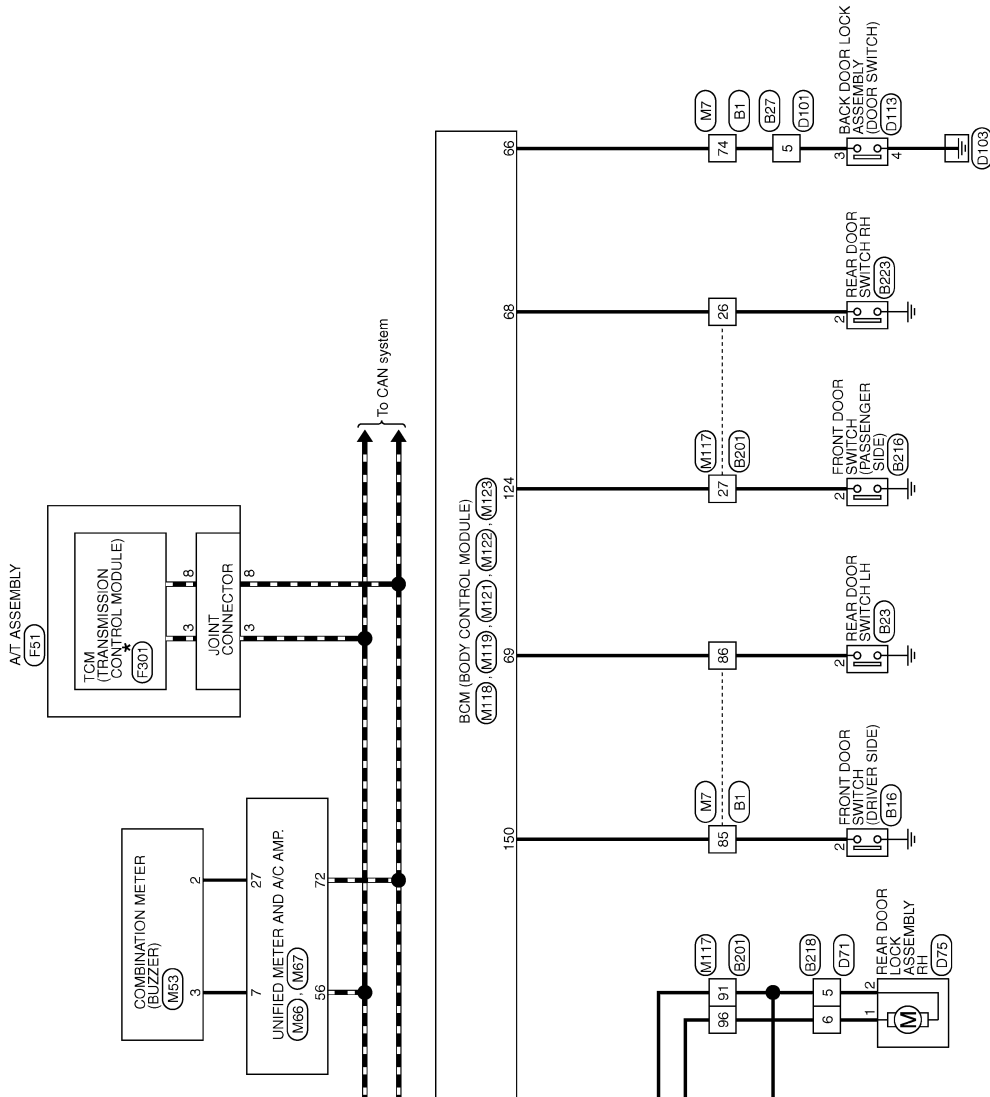 A/T ASSEMBLY
F51
TCM
(TRANSMISSION
CONTROL MODULE)
*
F301
3
8
JOINT
CONNECTOR
3
8
To CAN system
COMBINATION METER
(BUZZER)
M53
3
2
7
27
UNIFIED METER AND A/C AMP.
M66 , M67
56
72
BCM (BODY CONTROL MODULE)
M118 , M119 , M121 , M122 , M123
150
69
124
68
66
M117
B201
96
91
B218
D71
6
5
1
2
M
REAR DOOR
LOCK
ASSEMBLY
RH
D75
M7
B1
85
86
2
FRONT DOOR
SWITCH
(DRIVER SIDE)
B16
2
REAR DOOR
SWITCH LH
B23
M117
B201
27
26
2
FRONT DOOR
SWITCH
(PASSENGER
SIDE)
B216
2
REAR DOOR
SWITCH RH
B223
M7
B1
74
B27
D101
5
3
4
BACK DOOR LOCK
ASSEMBLY
(DOOR SWITCH)
D113
D103